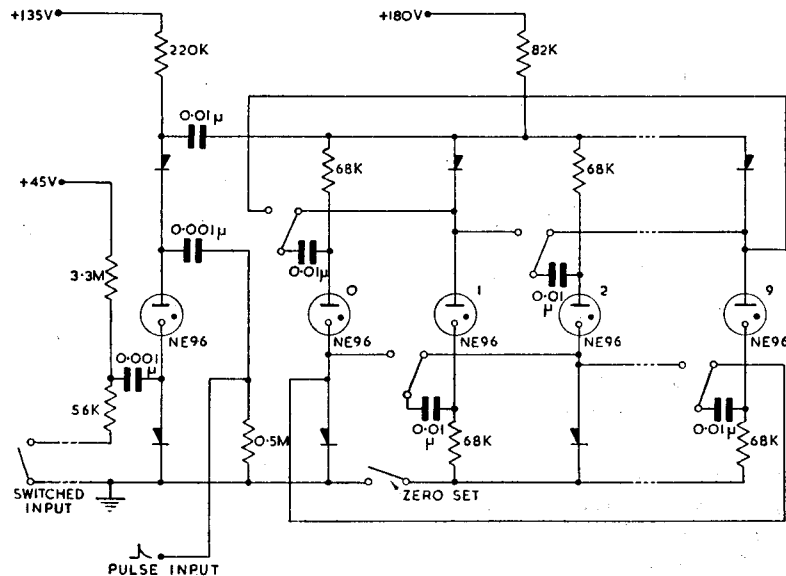 +135V
+180V
220K
82K
0·01µ
68K
68K
+45V
0·001µ
3·3M
0·01µ
0·01
µ
0
1
2
9
NE96
NE96
NE96
NE96
NE96
0·001
µ
56K
0·01
µ
0·01µ
0·5M
68K
68K
SWITCHED
INPUT
ZERO SET
PULSE INPUT